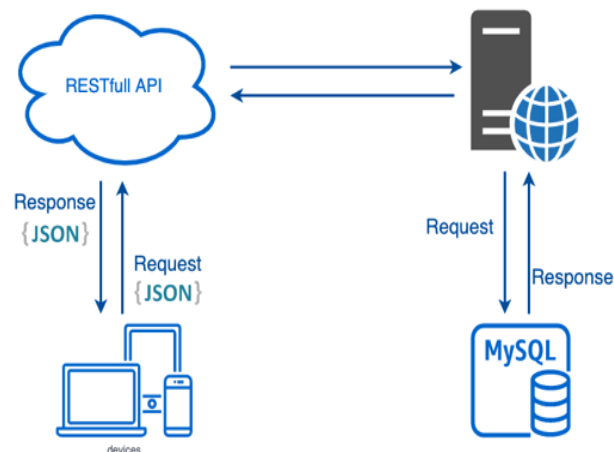 RESTfull API
Response
{JSON}
Request
{JSON}
devices
Request
Response
MySQL